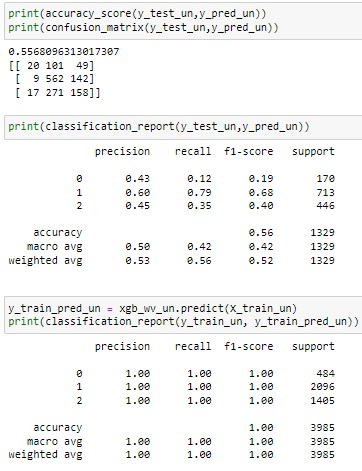 print(accuracy_score(y_test_un,y_pred_un))
print(confusion_matrix(y_test_un,y_pred_un))
0.5568096313017307
[[ 20 101  49]
 [  9 562 142]
 [ 17 271 158]]
print(classification_report(y_test_un,y_pred_un))
precision    recall  f1-score   support
0       0.43      0.12      0.19       170
1       0.60      0.79      0.68       713
2       0.45      0.35      0.40       446
accuracy                           0.56      1329
macro avg       0.50      0.42      0.42      1329
weighted avg       0.53      0.56      0.52      1329
y_train_pred_un = xgb_wv_un.predict(X_train_un)
print(classification_report(y_train_un, y_train_pred_un))
precision    recall  f1-score   support
0       1.00      1.00      1.00       484
1       1.00      1.00      1.00      2096
2       1.00      1.00      1.00      1405
accuracy                           1.00      3985
macro avg       1.00      1.00      1.00      3985
weighted avg       1.00      1.00      1.00      3985